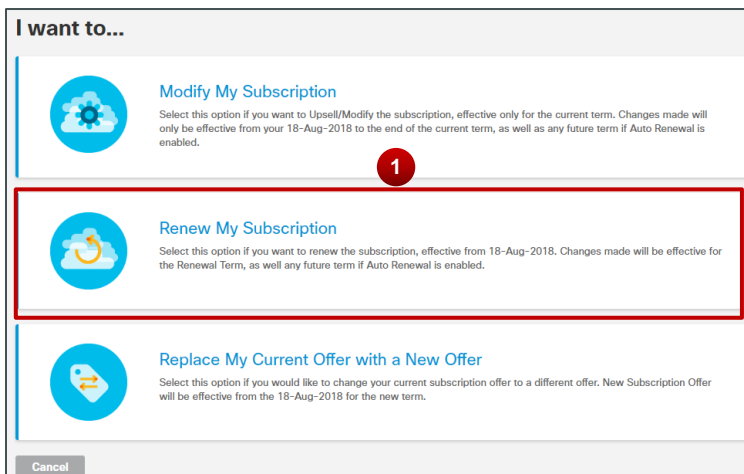 I want to...
Modify My Subscription
Select this option if you want to Upsell/Modify the subscription, effective only for the current term. Changes made will
only be effective from your 18-Aug-2018 to the end of the current term, as well as any future term if Auto Renewal is
enabled.
1
Renew My Subscription
Select this option if you want to renew the subscription, effective from 18-Aug-2018. Changes made will be effective for
the Renewal Term, as well any future term if Auto Renewal is enabled.
Replace My Current Offer with a New Offer
Select this option if you would like to change your current subscription offer to a different offer. New Subscription Offer
will be effective from the 18-Aug-2018 for the new term.
Cancel